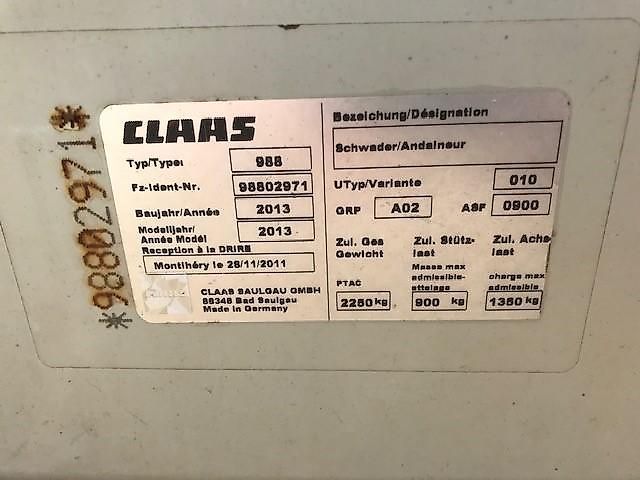 *98802971*
CLAAS
Typ/Type: 988
Fz-Ident-Nr. 98802971
Baujahr/Année 2013
Modelljahr/
Année Modèl 2013
Reception à la DRIRE
Montlhéry le 28/11/2011
CLAAS SAULGAU GMBH
88348 Bad Saulgau
Made in Germany
Bezeichung/Désignation
Schwader/Andaineur
UTyp/Variante 010
GRP A02 ASF 0900
Zul. Ges Gewicht
PTAC
2250 kg
Zul. Stütz-
last
Masse max
admissible-
attelage
900 kg
Zul. Achs-
last
charge max
admissible
1350 kg